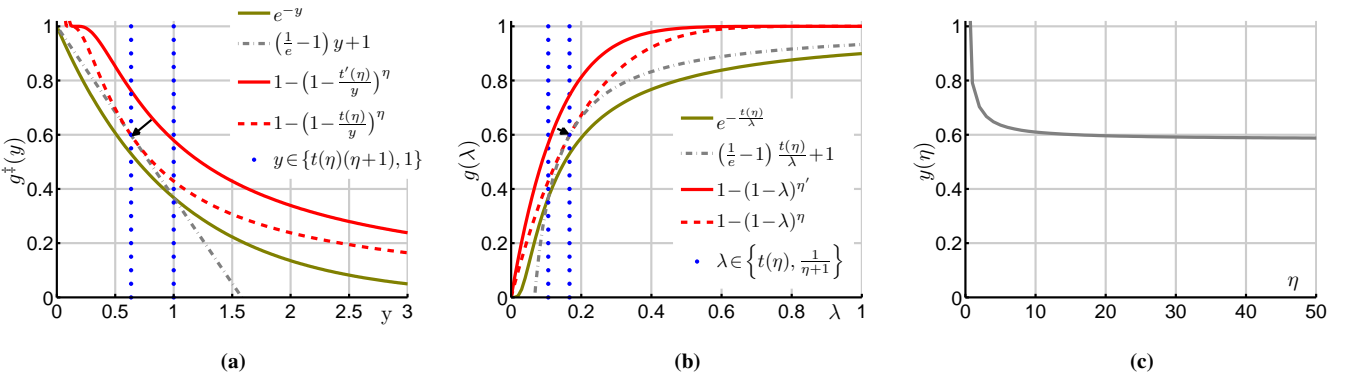 g‡(y)
1
0.8
0.6
0.4
0.2
0
0 0.5 1 1.5 2 2.5 3
y
e^{-y}
(1/e −1) y+1
1−(1−t′(η)/y)^η
1−(1−t(η)/y)^η
y∈{t(η)(η+1), 1}
(a)
g(λ)
1
0.8
0.6
0.4
0.2
0
0 0.2 0.4 0.6 0.8 1
λ
e^{−t(η)/λ}
(1/e −1) t(η)/λ +1
1−(1−λ)^{η′}
1−(1−λ)^η
λ∈{t(η), 1/(η+1)}
(b)
y(η)
1
0.8
0.6
0.4
0.2
0
0 10 20 30 40 50
η
(c)